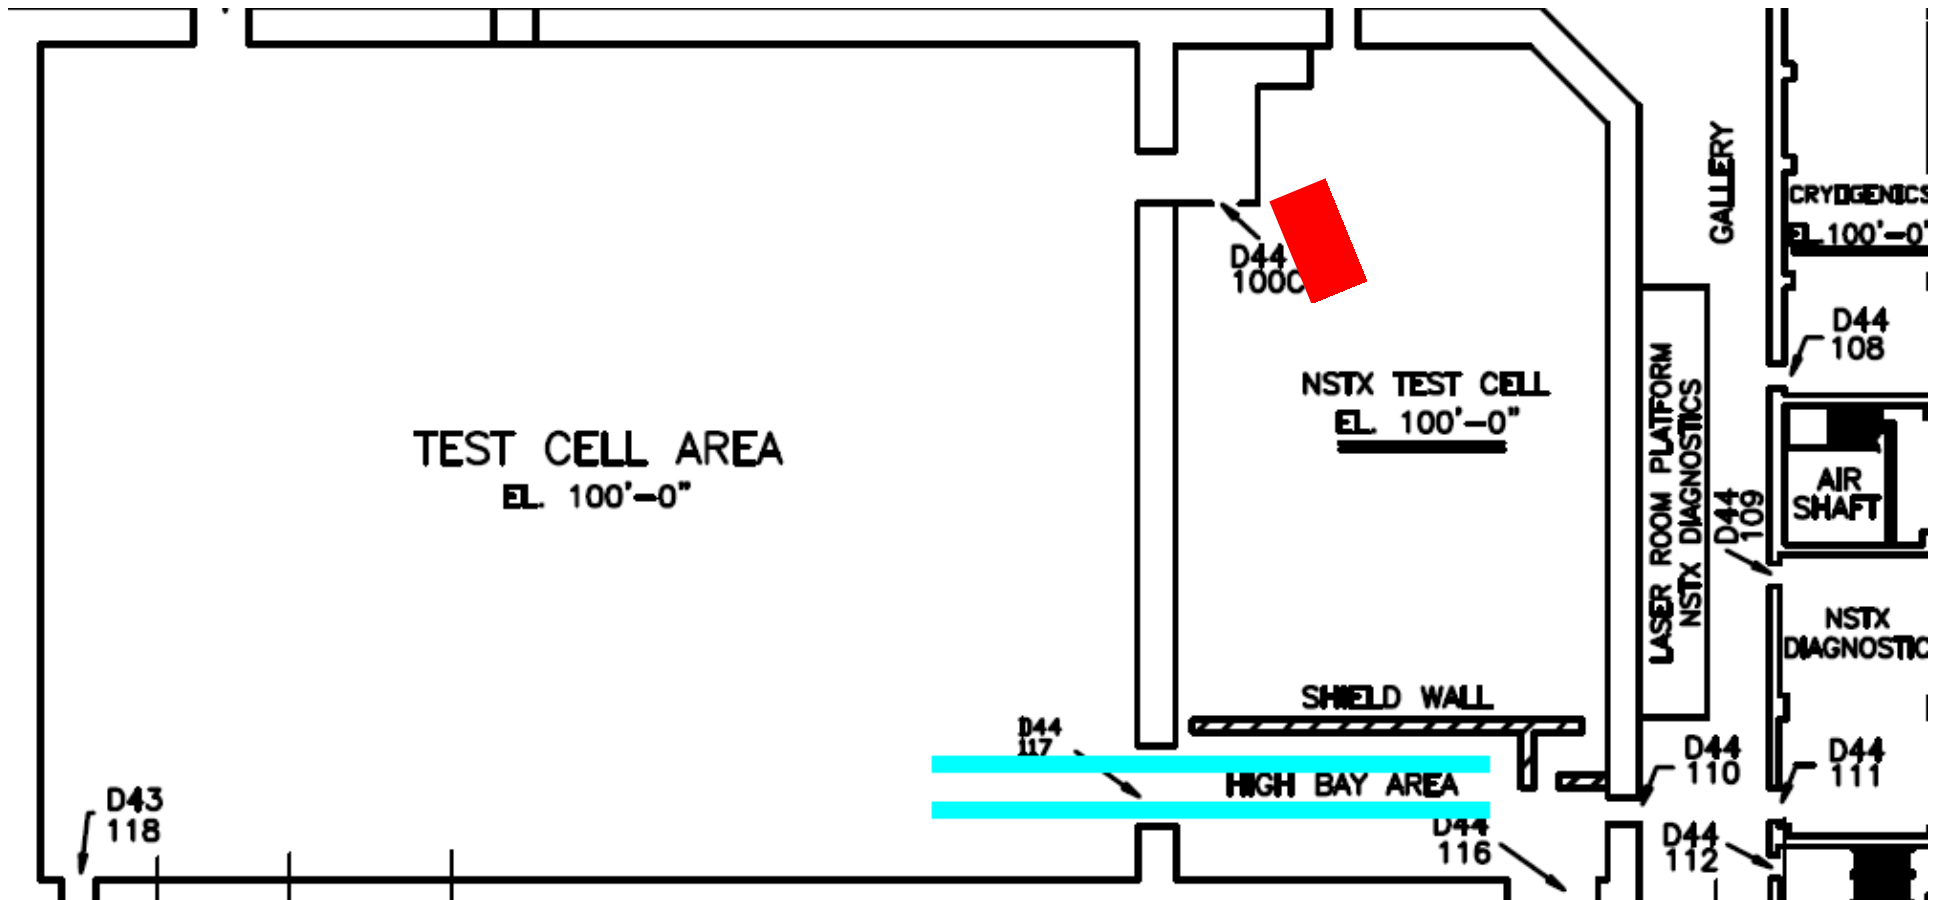 GALLERY
CRYOGENICS
EL. 100'-0"
D44
100C
D44
108
NSTX TEST CELL
EL. 100'-0"
LASER ROOM PLATFORM
NSTX DIAGNOSTICS
TEST CELL AREA
EL. 100'-0"
AIR
SHAFT
D44
109
NSTX
DIAGNOSTIC
SHIELD WALL
D44
117
D44
110
D44
111
HIGH BAY AREA
D43
118
D44
116
D44
112